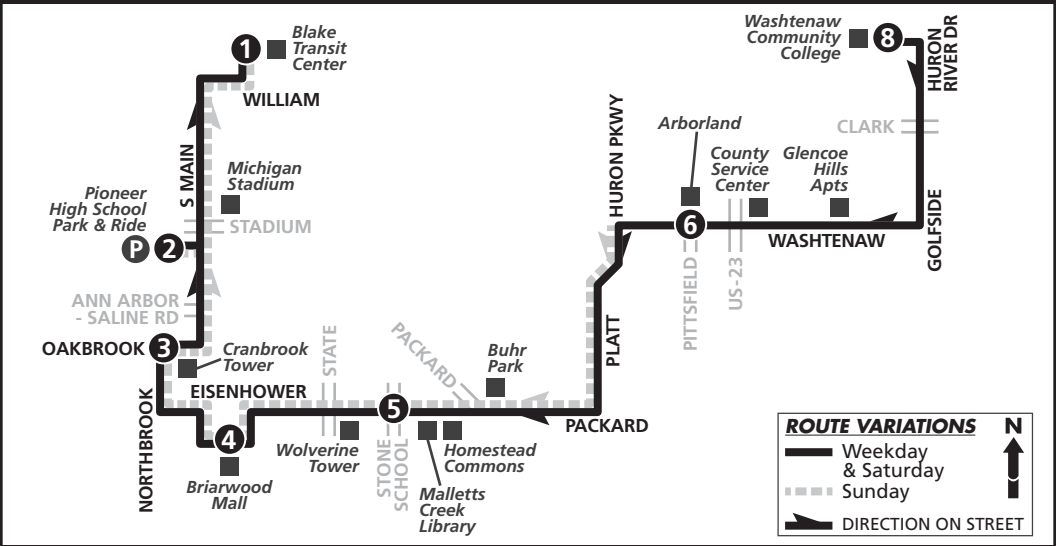 1
Blake
Transit
Center
WILLIAM
S MAIN
Michigan
Stadium
Pioneer
High School
Park & Ride
P
2
STADIUM
ANN ARBOR
- SALINE RD
OAKBROOK
3
Cranbrook
Tower
NORTHBROOK
EISENHOWER
4
Briarwood
Mall
STATE
Wolverine
Tower
5
STONE
SCHOOL
PACKARD
Malletts
Creek
Library
Homestead
Commons
Buhr
Park
PACKARD
PLATT
HURON PKWY
Arborland
6
PITTSFIELD
US-23
County
Service
Center
Glencoe
Hills
Apts
WASHTENAW
GOLFSIDE
CLARK
Washtenaw
Community
College
8
HURON
RIVER DR
ROUTE VARIATIONS
N
Weekday
& Saturday
Sunday
DIRECTION ON STREET